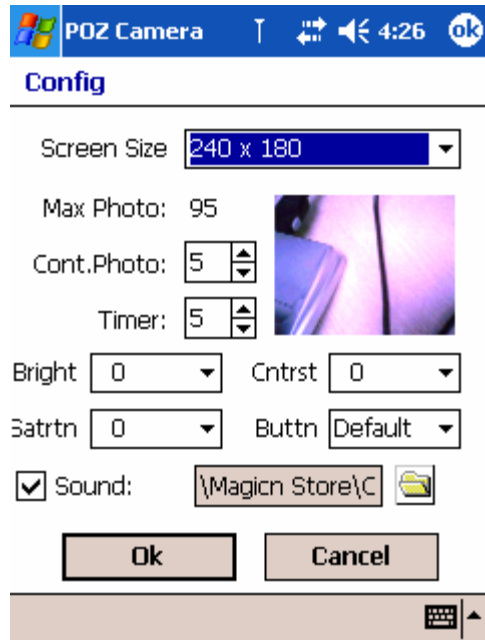 POZ Camera 4:26 ok
Config
Screen Size 240 x 180
Max Photo: 95
Cont.Photo: 5
Timer: 5
Bright 0 Cntrst 0
Satrtn 0 Buttn Default
Sound: \Magicn Store\C
Ok Cancel